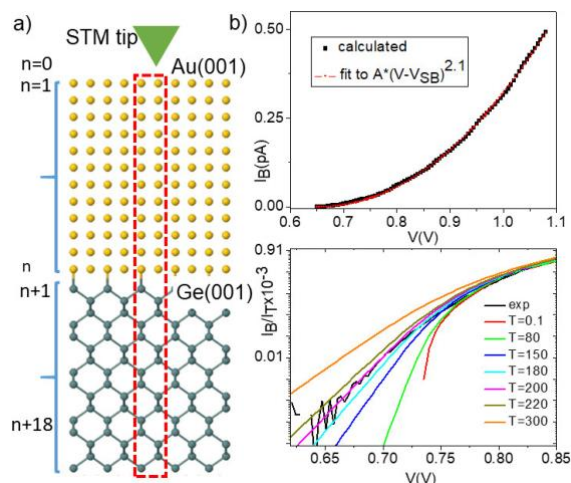 a)
STM tip
n=0
Au(001)
n=1
n
n+1
Ge(001)
n+18
b)
calculated
fit to A*(V-V_SB)^2.1
I_B(pA)
0.50
0.25
0.00
0.6 0.7 0.8 0.9 1.0 1.1
V(V)
0.91
0.01
I_B/I_T×10^-3
exp
T=0.1
T=80
T=150
T=180
T=200
T=220
T=300
0.65 0.70 0.75 0.80 0.85
V(V)